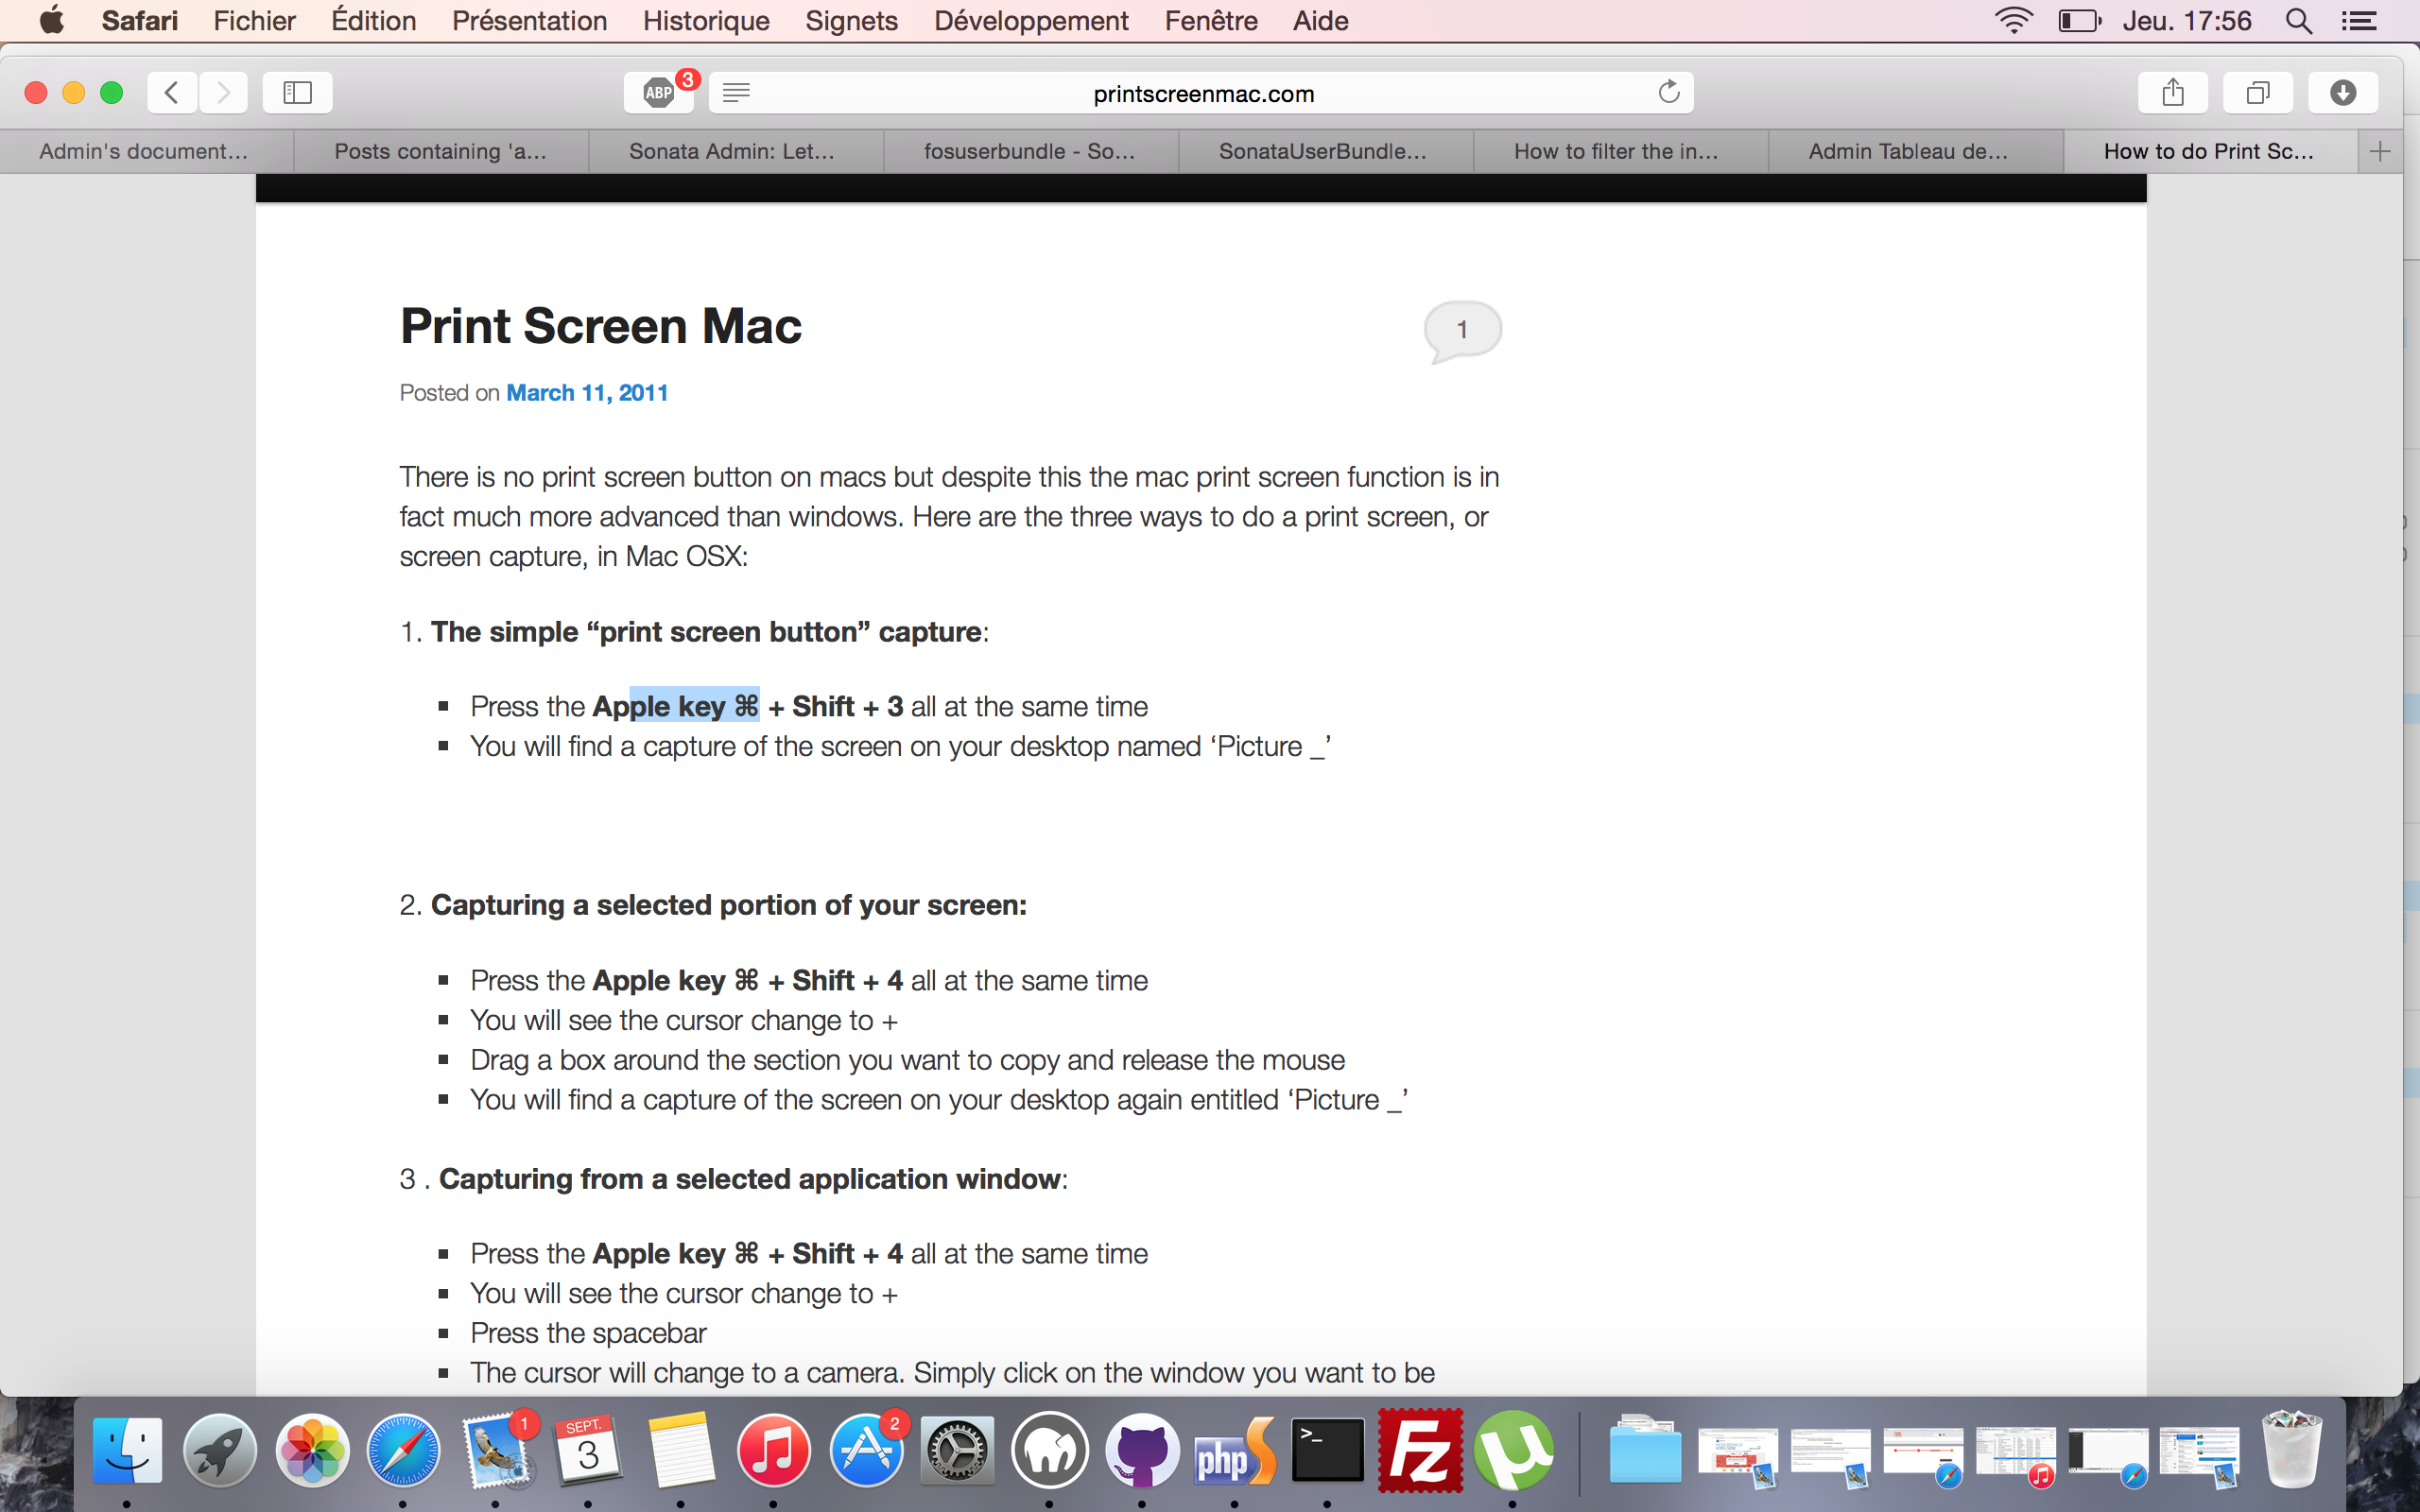 Safari Fichier Édition Présentation Historique Signets Développement Fenêtre Aide Jeu. 17:56
ABP 3 printscreenmac.com
Admin's document... Posts containing 'a... Sonata Admin: Let... fosuserbundle - So... SonataUserBundle... How to filter the in... Admin Tableau de... How to do Print Sc...
Print Screen Mac
1
Posted on March 11, 2011
There is no print screen button on macs but despite this the mac print screen function is in
fact much more advanced than windows. Here are the three ways to do a print screen, or
screen capture, in Mac OSX:
1. The simple “print screen button” capture:
▪ Press the Apple key ⌘ + Shift + 3 all at the same time
▪ You will find a capture of the screen on your desktop named ‘Picture _’
2. Capturing a selected portion of your screen:
▪ Press the Apple key ⌘ + Shift + 4 all at the same time
▪ You will see the cursor change to +
▪ Drag a box around the section you want to copy and release the mouse
▪ You will find a capture of the screen on your desktop again entitled ‘Picture _’
3 . Capturing from a selected application window:
▪ Press the Apple key ⌘ + Shift + 4 all at the same time
▪ You will see the cursor change to +
▪ Press the spacebar
▪ The cursor will change to a camera. Simply click on the window you want to be
1 SEPT. 3 2 php >_ Fz µ